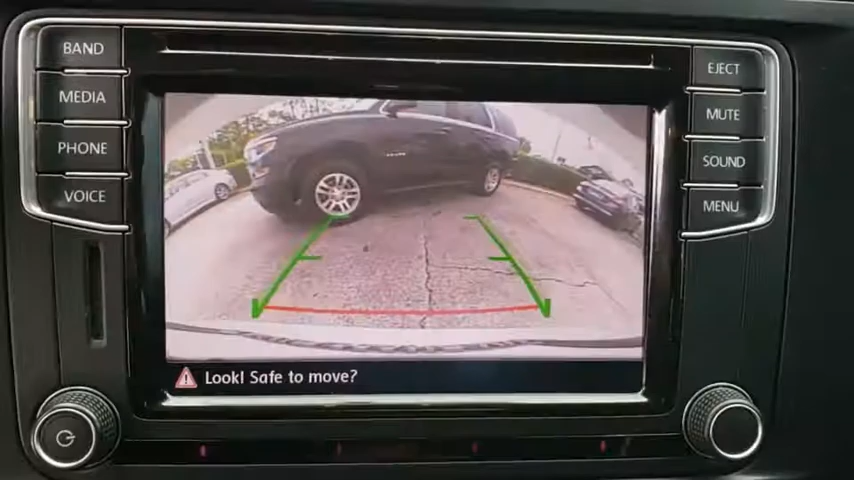 BAND
MEDIA
PHONE
VOICE
EJECT
MUTE
SOUND
MENU
Look! Safe to move?